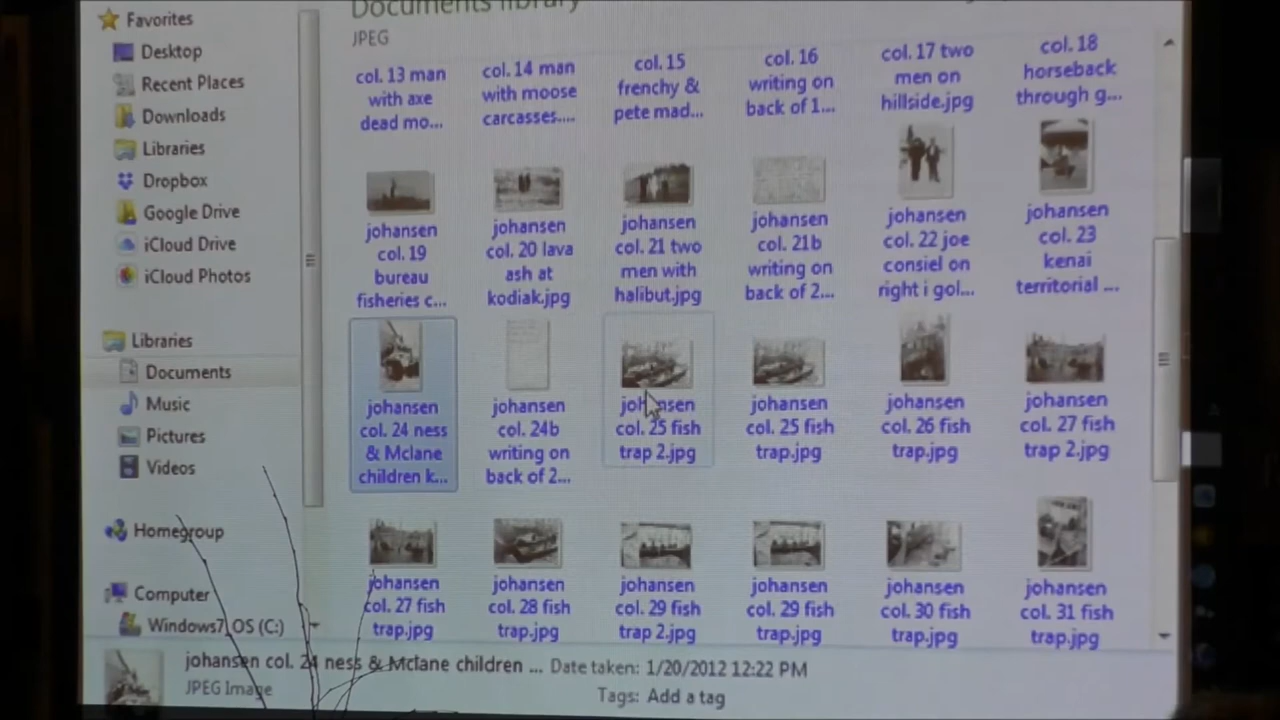 Favorites
Desktop
Recent Places
Downloads
Libraries
Dropbox
Google Drive
iCloud Drive
iCloud Photos
Libraries
Documents
Music
Pictures
Videos
Homegroup
Computer
Windows7_OS (C:)
Documents library
JPEG
col. 13 man
with axe
dead mo...
col. 14 man
with moose
carcasses....
col. 15
frenchy &
pete mad...
col. 16
writing on
back of 1...
col. 17 two
men on
hillside.jpg
col. 18
horseback
through g...
johansen
col. 19
bureau
fisheries c...
johansen
col. 20 lava
ash at
kodiak.jpg
johansen
col. 21 two
men with
halibut.jpg
johansen
col. 21b
writing on
back of 2...
johansen
col. 22 joe
consiel on
right i gol...
johansen
col. 23
kenai
territorial ...
johansen
col. 24 ness
& Mclane
children k...
johansen
col. 24b
writing on
back of 2...
johansen
col. 25 fish
trap 2.jpg
johansen
col. 25 fish
trap.jpg
johansen
col. 26 fish
trap.jpg
johansen
col. 27 fish
trap 2.jpg
johansen
col. 27 fish
trap.jpg
johansen
col. 28 fish
trap.jpg
johansen
col. 29 fish
trap 2.jpg
johansen
col. 29 fish
trap.jpg
johansen
col. 30 fish
trap.jpg
johansen
col. 31 fish
trap.jpg
johansen col. 24 ness & Mclane children ... Date taken: 1/20/2012 12:22 PM
JPEG Image
Tags: Add a tag